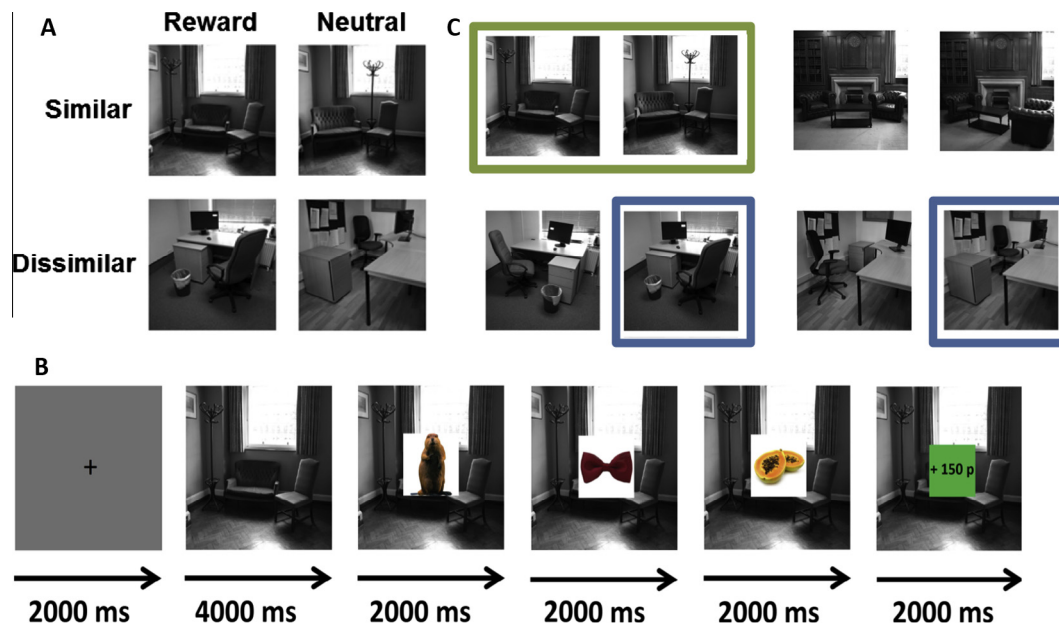 A
Reward
Neutral
C
Similar
Dissimilar
B
+
+ 150 p
2000 ms
4000 ms
2000 ms
2000 ms
2000 ms
2000 ms